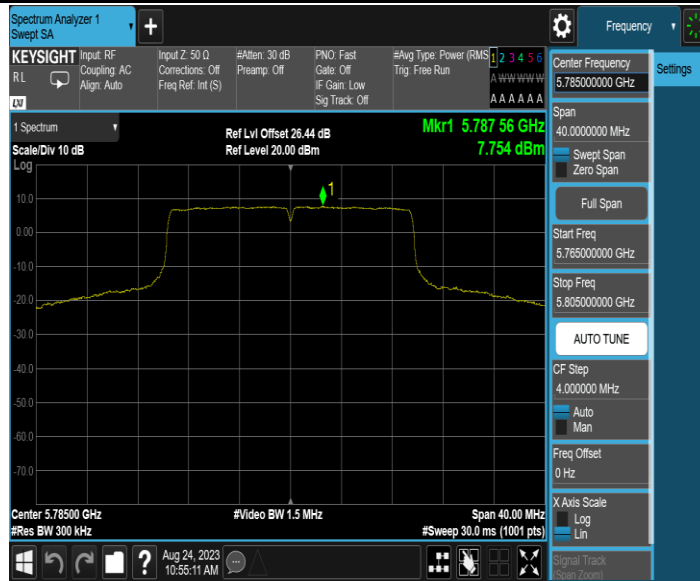 Spectrum Analyzer 1
Swept SA
Frequency
KEYSIGHT
RL
LXI
Input: RF
Coupling: AC
Align: Auto
Input Z: 50 Ω
Corrections: Off
Freq Ref: Int (S)
#Atten: 30 dB
Preamp: Off
PNO: Fast
Gate: Off
IF Gain: Low
Sig Track: Off
#Avg Type: Power (RMS
Trig: Free Run
1 2 3 4 5 6
A W W W W W
A A A A A A
1 Spectrum
Scale/Div 10 dB
Log
Ref Lvl Offset 26.44 dB
Ref Level 20.00 dBm
Mkr1 5.787 56 GHz
7.754 dBm
1
10.0
0.00
-10.0
-20.0
-30.0
-40.0
-50.0
-60.0
-70.0
Center 5.78500 GHz
#Res BW 300 kHz
#Video BW 1.5 MHz
Span 40.00 MHz
#Sweep 30.0 ms (1001 pts)
Aug 24, 2023
10:55:11 AM
Center Frequency
5.785000000 GHz
Settings
Span
40.0000000 MHz
Swept Span
Zero Span
Full Span
Start Freq
5.765000000 GHz
Stop Freq
5.805000000 GHz
AUTO TUNE
CF Step
4.000000 MHz
Auto
Man
Freq Offset
0 Hz
X Axis Scale
Log
Lin
Signal Track
(Span Zoom)